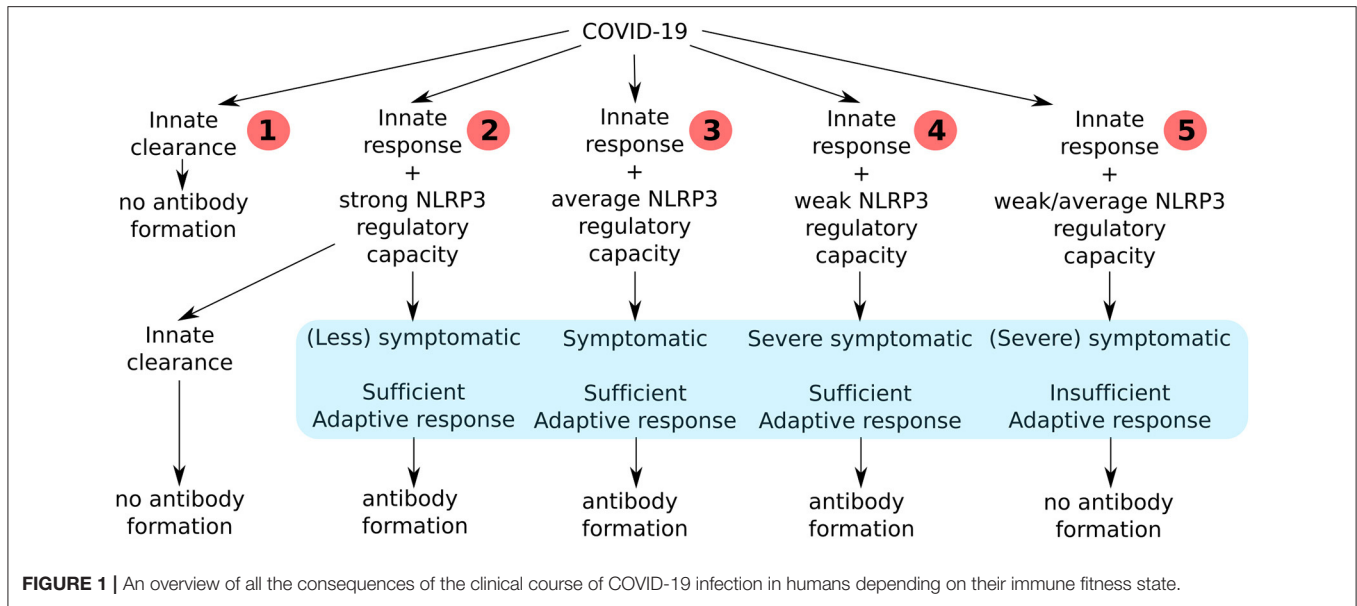 COVID-19
Innate
clearance
1
no antibody
formation
Innate
response
2
+
strong NLRP3
regulatory
capacity
Innate
response
3
+
average NLRP3
regulatory
capacity
Innate
response
4
+
weak NLRP3
regulatory
capacity
Innate
response
5
+
weak/average NLRP3
regulatory
capacity
Innate
clearance
(Less) symptomatic
Symptomatic
Severe symptomatic
(Severe) symptomatic
Sufficient
Adaptive response
Sufficient
Adaptive response
Sufficient
Adaptive response
Insufficient
Adaptive response
no antibody
formation
antibody
formation
antibody
formation
antibody
formation
no antibody
formation
FIGURE 1 | An overview of all the consequences of the clinical course of COVID-19 infection in humans depending on their immune fitness state.